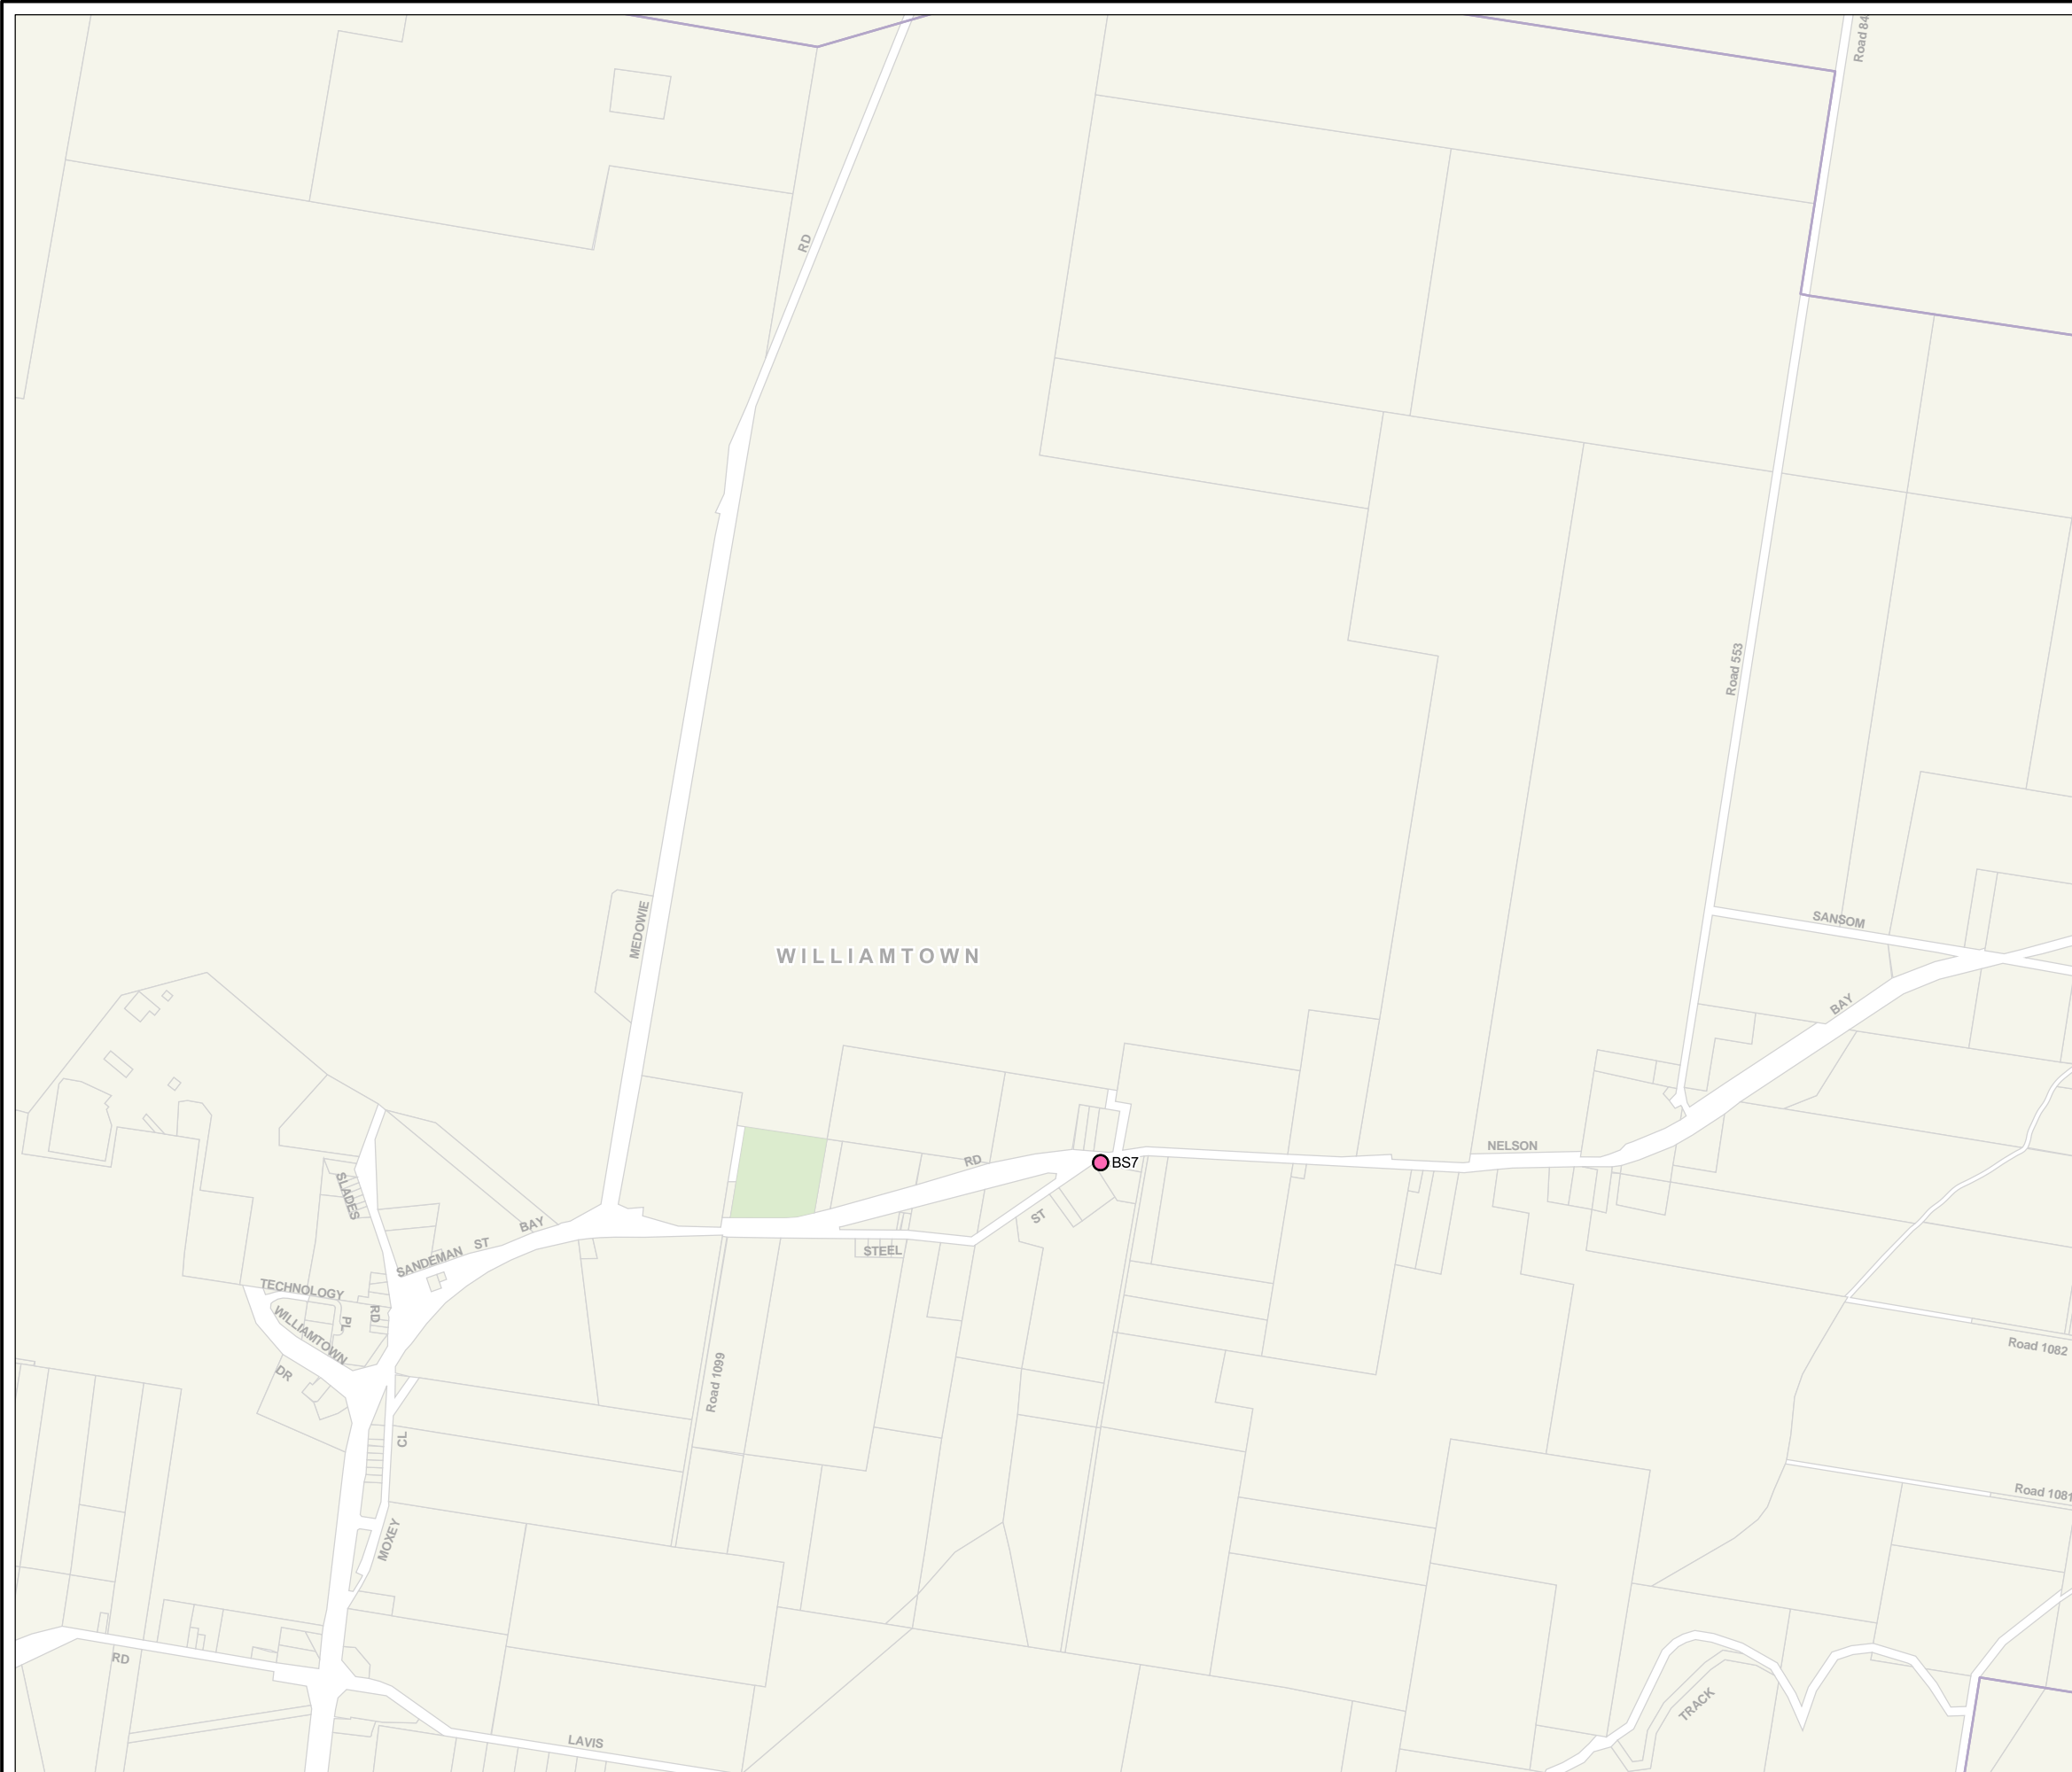 Road 84
RD
Road 553
MEDOWIE
SANSOM
WILLIAMTOWN
BAY
NELSON
RD
BS7
SLADES
ST
BAY
SANDEMAN ST
STEEL
TECHNOLOGY
PL
RD
WILLIAMTOWN
DR
Road 1082
Road 1099
CL
Road 1081
MOXEY
RD
TRACK
LAVIS